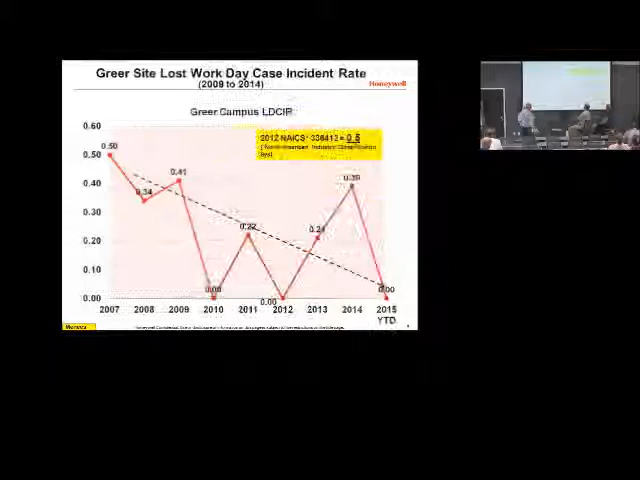 Greer Site Lost Work Day Case Incident Rate
(2009 to 2014)
Honeywell
Greer Campus LDCIR
2012 NAICS: 336412 = 0.5
0.60
0.50
0.40
0.30
0.20
0.10
0.00
0.50
0.34
0.41
0.00
0.22
0.00
0.21
0.39
0.00
2007 2008 2009 2010 2011 2012 2013 2014 2015
YTD